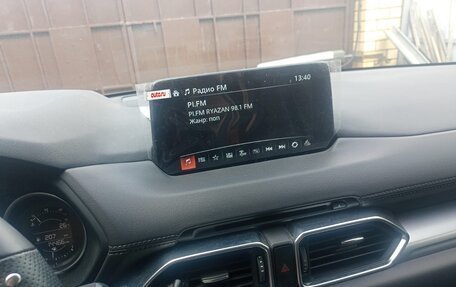 auto.ru
Радио FM 13:40
PI.FM
PI.FM RYAZAN 98.1 FM
Жанр: поп